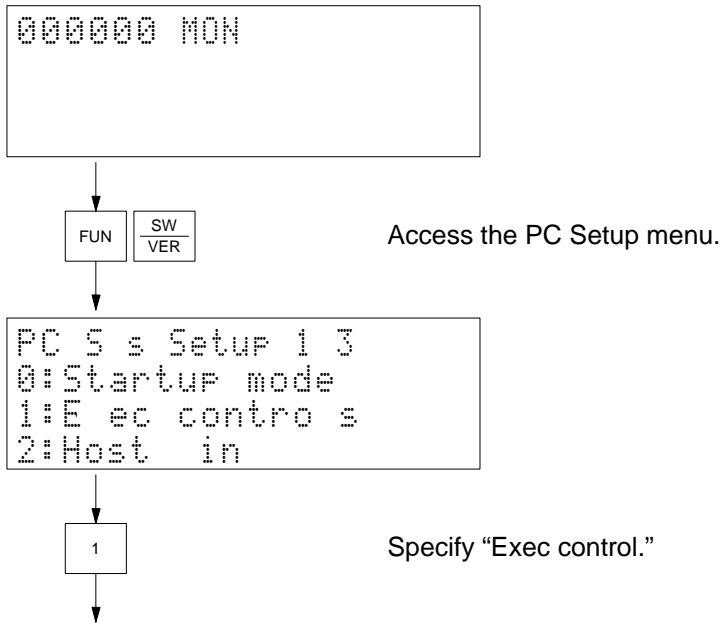 000000 MON
FUN
SW
VER
Access the PC Setup menu.
PC S s Setup 1 3
0:Startup mode
1:E ec contro s
2:Host in
1
Specify “Exec control.”